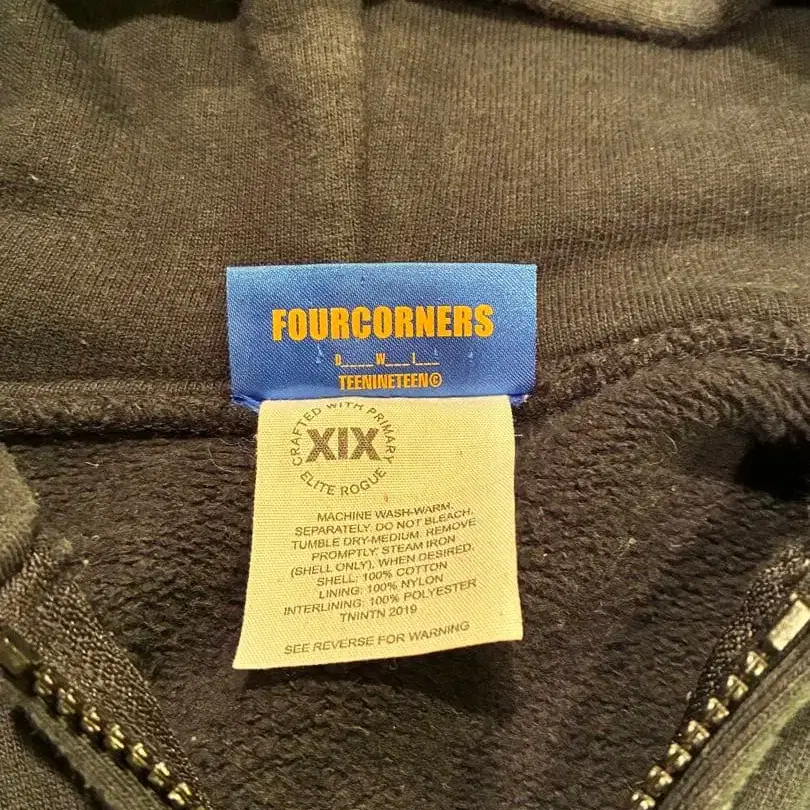 FOURCORNERS
D____W___I___
TEENINETEEN©
CRAFTED WITH PRIMARY
XIX
ELITE ROGUE
MACHINE WASH-WARM,
SEPARATELY. DO NOT BLEACH.
TUMBLE DRY-MEDIUM. REMOVE
PROMPTLY. STEAM IRON
(SHELL ONLY), WHEN DESIRED.
SHELL: 100% COTTON
LINING: 100% NYLON
INTERLINING: 100% POLYESTER
TNINTN 2019
SEE REVERSE FOR WARNING